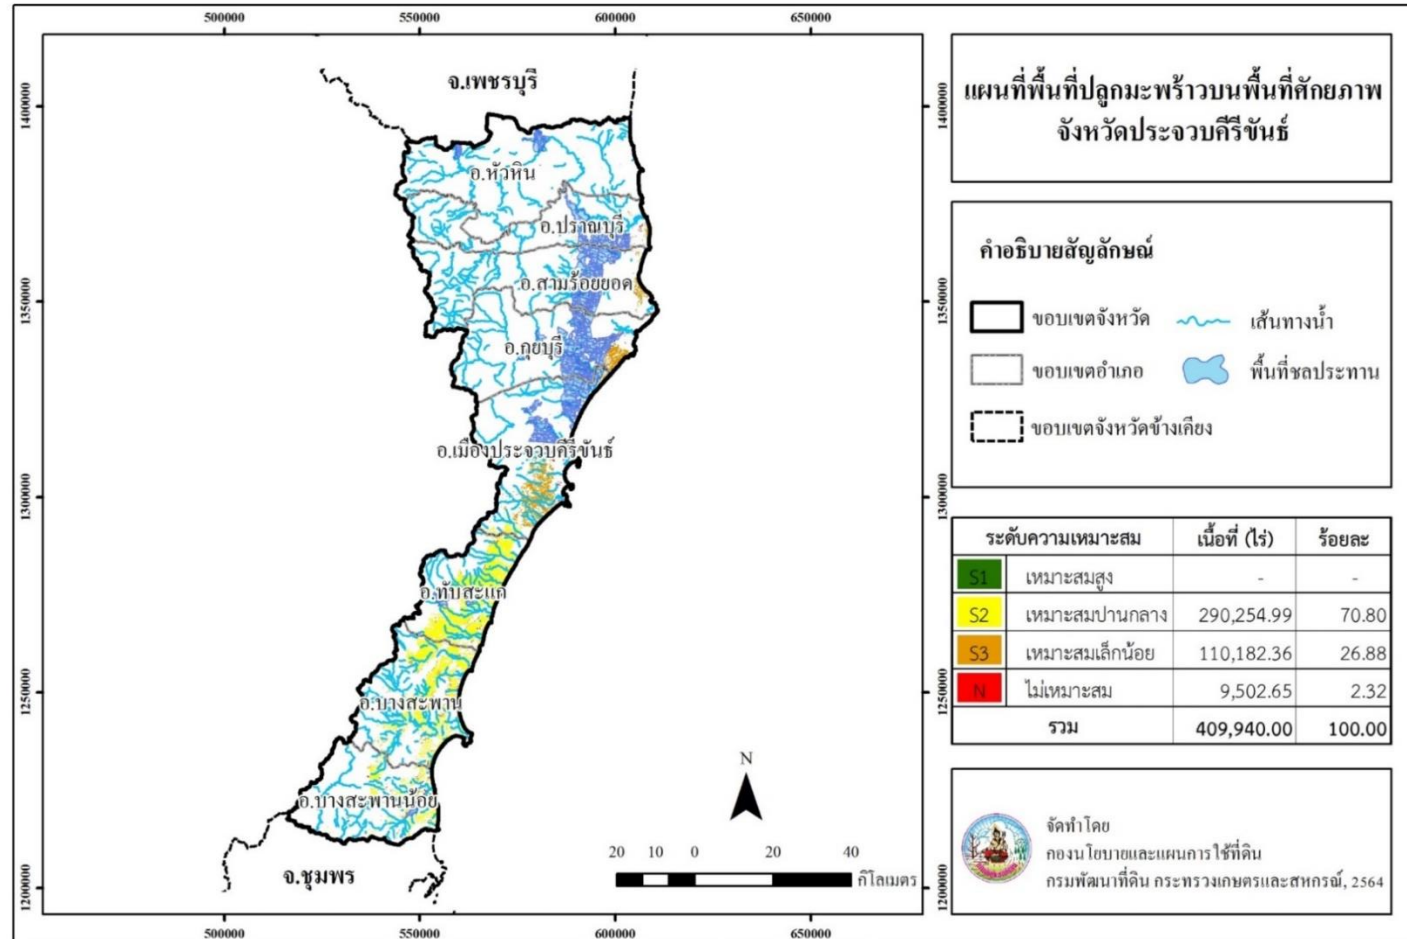 500000 550000 600000 650000
1400000
1350000
1300000
1250000
1200000
จ.เพชรบุรี
อ.หัวหิน
อ.ปราณบุรี
อ.สามร้อยยอด
อ.กุยบุรี
อ.เมืองประจวบคีรีขันธ์
อ.ทับสะแก
อ.บางสะพาน
อ.บางสะพานน้อย
จ.ชุมพร
N
20 10 0 20 40
กิโลเมตร
1400000
1350000
1300000
1250000
1200000
500000 550000 600000 650000
แผนที่พื้นที่ปลูกมะพร้าวบนพื้นที่ศักยภาพ
จังหวัดประจวบคีรีขันธ์
คำอธิบายสัญลักษณ์
ขอบเขตจังหวัด เส้นทางน้ำ
ขอบเขตอำเภอ พื้นที่ชลประทาน
ขอบเขตจังหวัดข้างเคียง
ระดับความเหมาะสม เนื้อที่ (ไร่) ร้อยละ
S1 เหมาะสมสูง - -
S2 เหมาะสมปานกลาง 290,254.99 70.80
S3 เหมาะสมเล็กน้อย 110,182.36 26.88
N ไม่เหมาะสม 9,502.65 2.32
รวม 409,940.00 100.00
จัดทำโดย
กองนโยบายและแผนการใช้ที่ดิน
กรมพัฒนาที่ดิน กระทรวงเกษตรและสหกรณ์, 2564